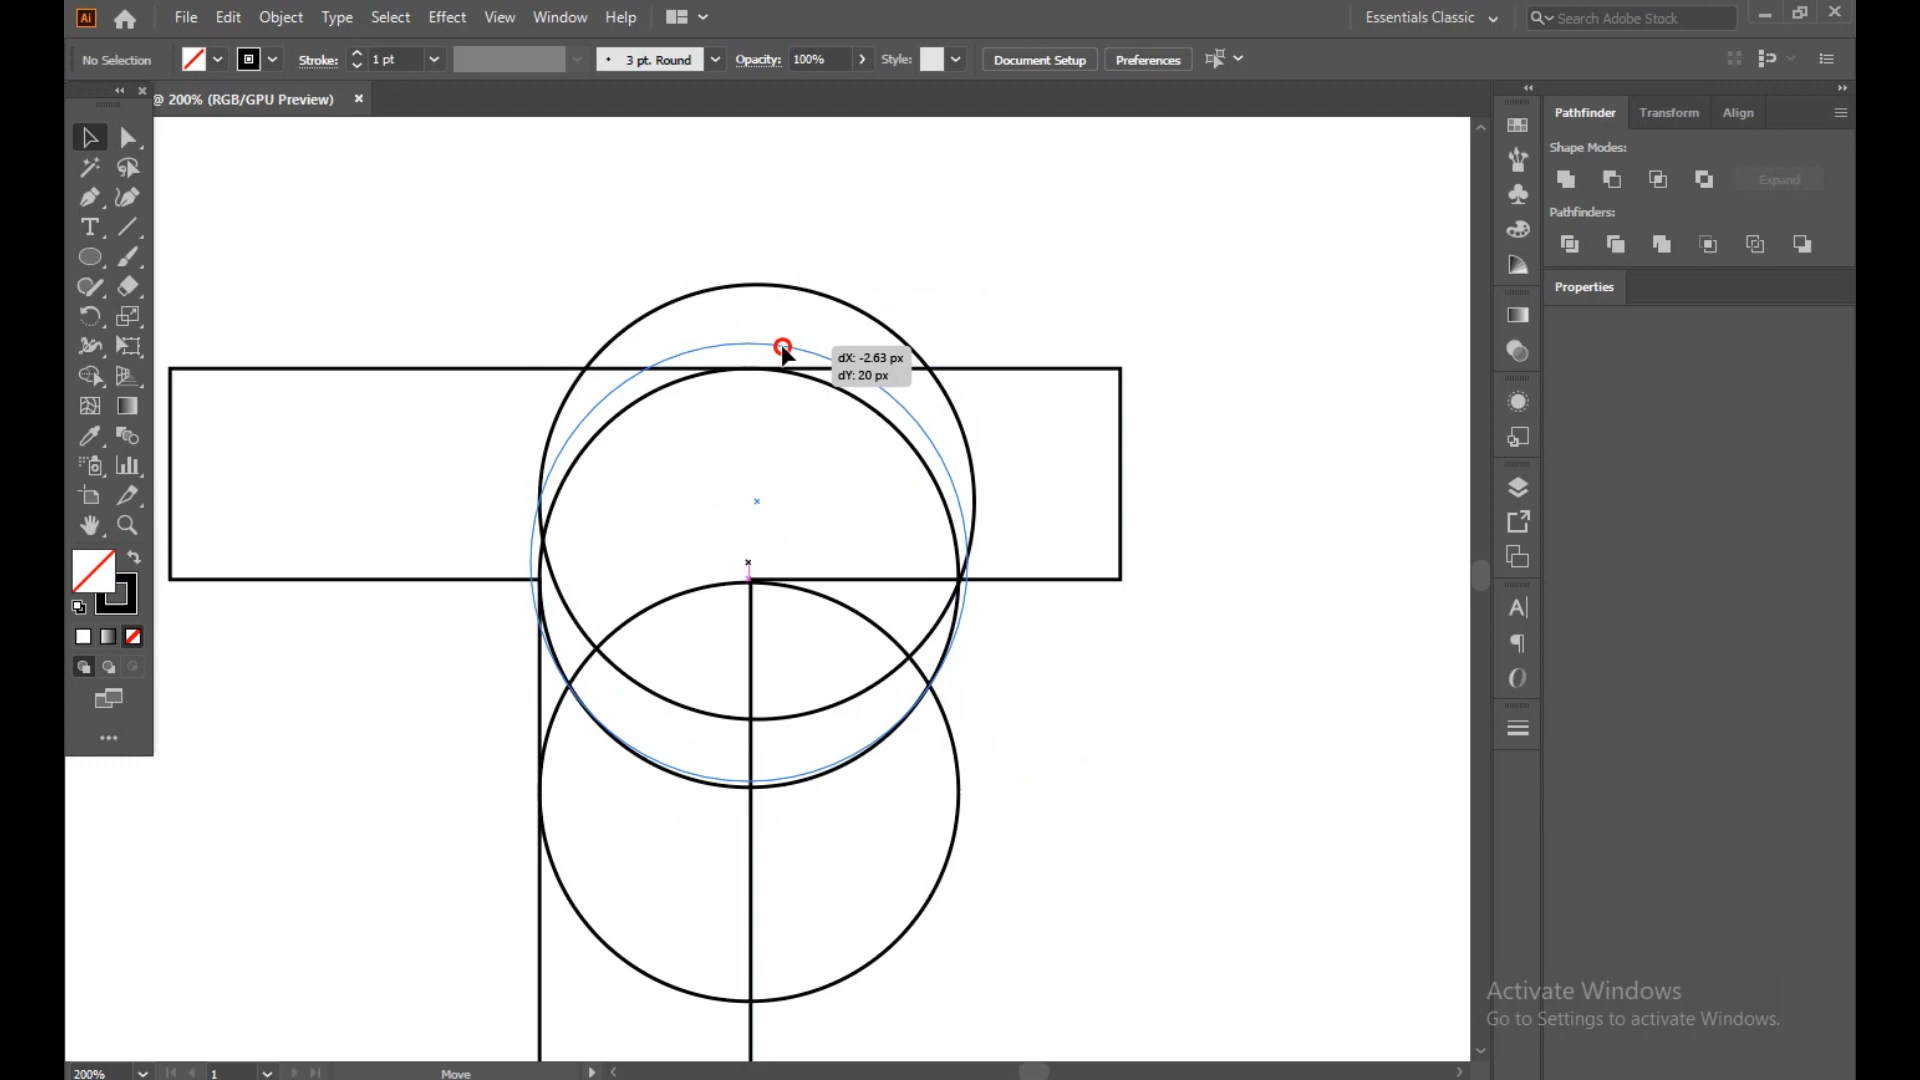 Ai File Edit Object Type Select Effect View Window Help Essentials Classic Search Adobe Stock
No Selection Stroke: 1 pt 3 pt. Round Opacity: 100% Style: Document Setup Preferences
@ 200% (RGB/GPU Preview)
Pathfinder Transform Align
Shape Modes:
Expand
Pathfinders:
Properties
dX: -2.63 px
dY: 20 px
Activate Windows
Go to Settings to activate Windows.
200% 1 Move